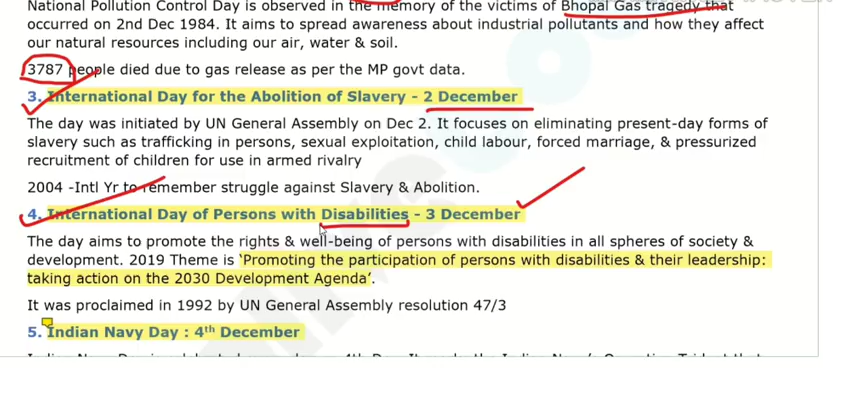 National Pollution Control Day is observed in the memory of the victims of Bhopal Gas tragedy that
occurred on 2nd Dec 1984. It aims to spread awareness about industrial pollutants and how they affect
our natural resources including our air, water & soil.
3787 people died due to gas release as per the MP govt data.
3. International Day for the Abolition of Slavery - 2 December
The day was initiated by UN General Assembly on Dec 2. It focuses on eliminating present-day forms of
slavery such as trafficking in persons, sexual exploitation, child labour, forced marriage, & pressurized
recruitment of children for use in armed rivalry
2004 -Intl Yr to remember struggle against Slavery & Abolition.
4. International Day of Persons with Disabilities - 3 December
The day aims to promote the rights & well-being of persons with disabilities in all spheres of society &
development. 2019 Theme is ‘Promoting the participation of persons with disabilities & their leadership:
taking action on the 2030 Development Agenda’.
It was proclaimed in 1992 by UN General Assembly resolution 47/3
5. Indian Navy Day : 4th December